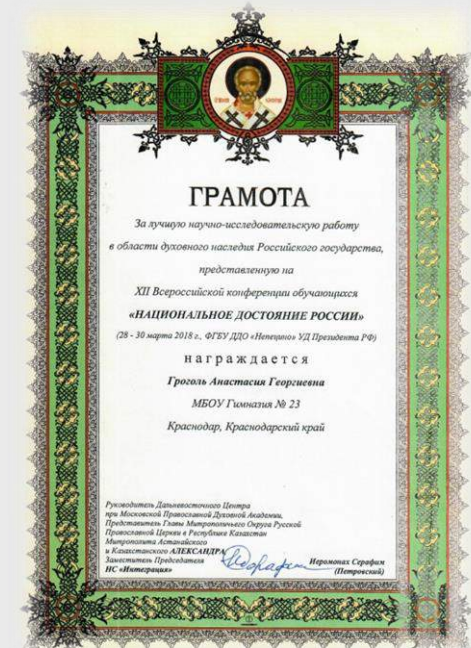 ГРАМОТА
За лучшую научно-исследовательскую работу
в области духовного наследия Российского государства,
представленную на
XII Всероссийской конференции обучающихся
«НАЦИОНАЛЬНОЕ ДОСТОЯНИЕ РОССИИ»
(28 - 30 марта 2018 г., ФГБУ ДДО «Непецино» УД Президента РФ)
награждается
Гроголь Анастасия Георгиевна
МБОУ Гимназия № 23
Краснодар, Краснодарский край
Руководитель Дальневосточного Центра
при Московской Православной Духовной Академии,
Представитель Главы Митрополичьего Округа Русской
Православной Церкви в Республике Казахстан
Митрополита Астанайского
и Казахстанского АЛЕКСАНДРА
Заместитель Председателя
НС «Интеграция»
Иеромонах Серафим
(Петровский)